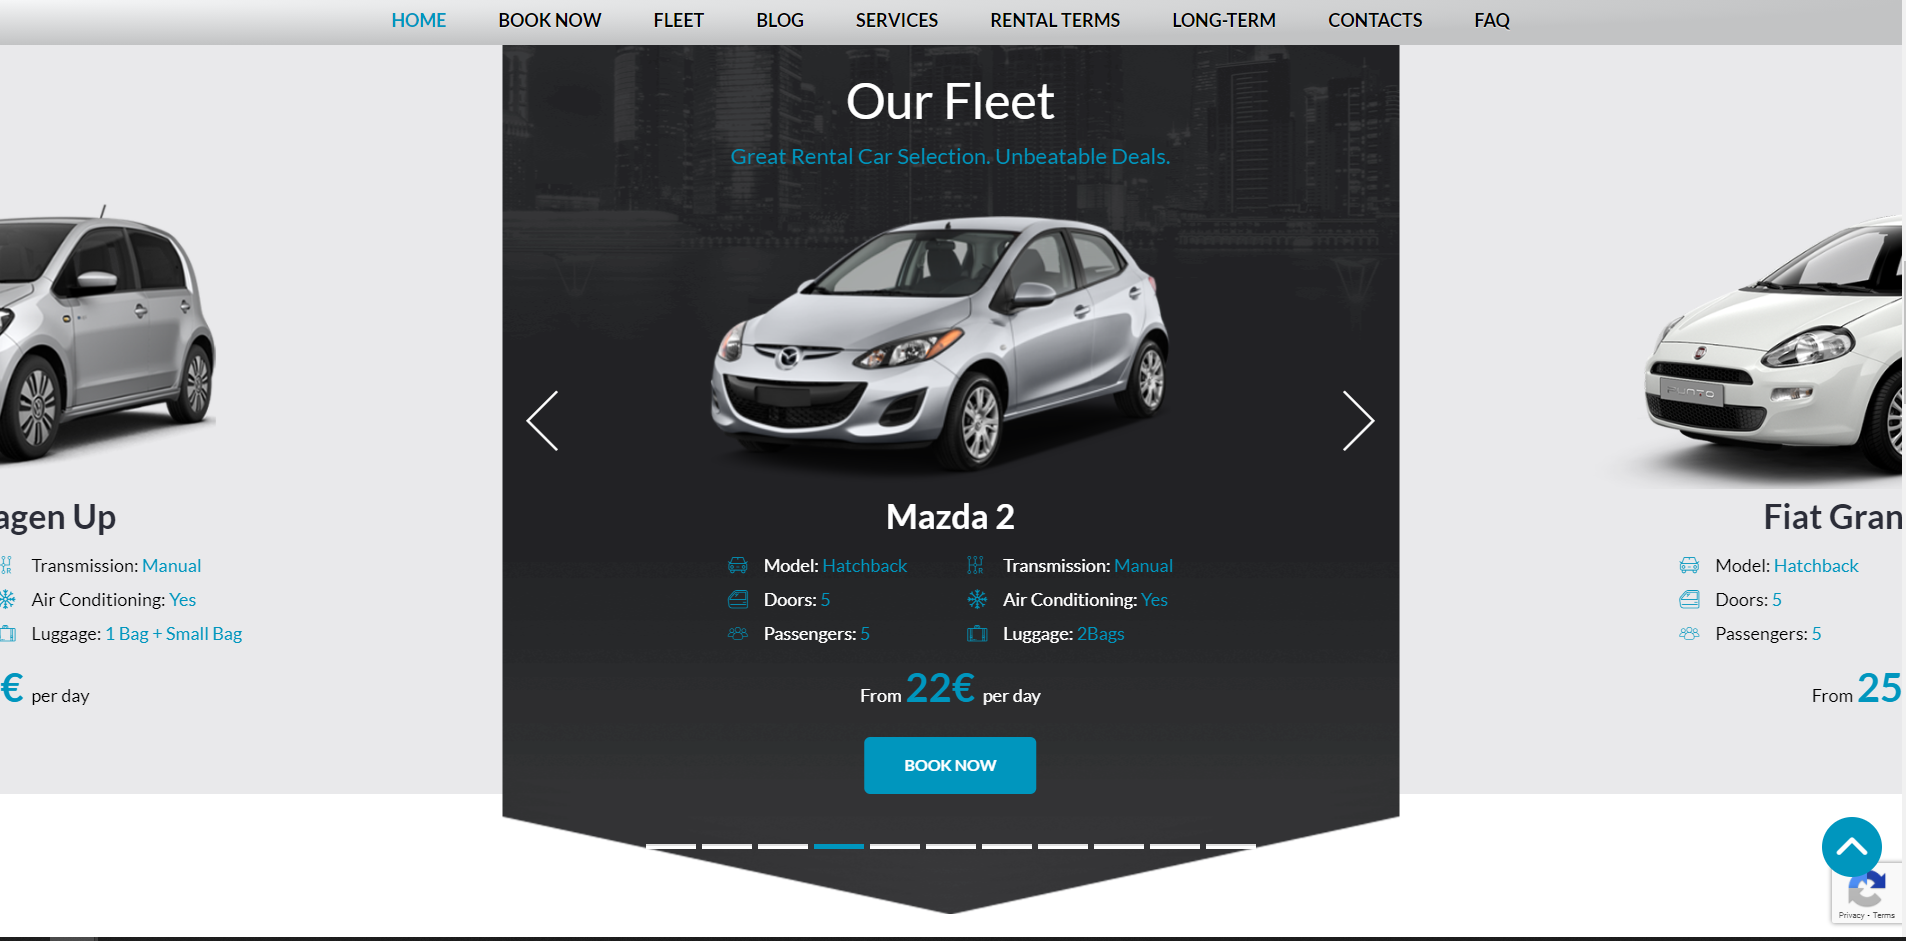 HOME BOOK NOW FLEET BLOG SERVICES RENTAL TERMS LONG-TERM CONTACTS FAQ
Our Fleet
Great Rental Car Selection. Unbeatable Deals.
agen Up
Transmission: Manual
Air Conditioning: Yes
Luggage: 1 Bag + Small Bag
€ per day
Mazda 2
Model: Hatchback Transmission: Manual
Doors: 5 Air Conditioning: Yes
Passengers: 5 Luggage: 2Bags
From 22€ per day
BOOK NOW
PUNTO
Fiat Gran
Model: Hatchback
Doors: 5
Passengers: 5
From 25
Privacy - Terms